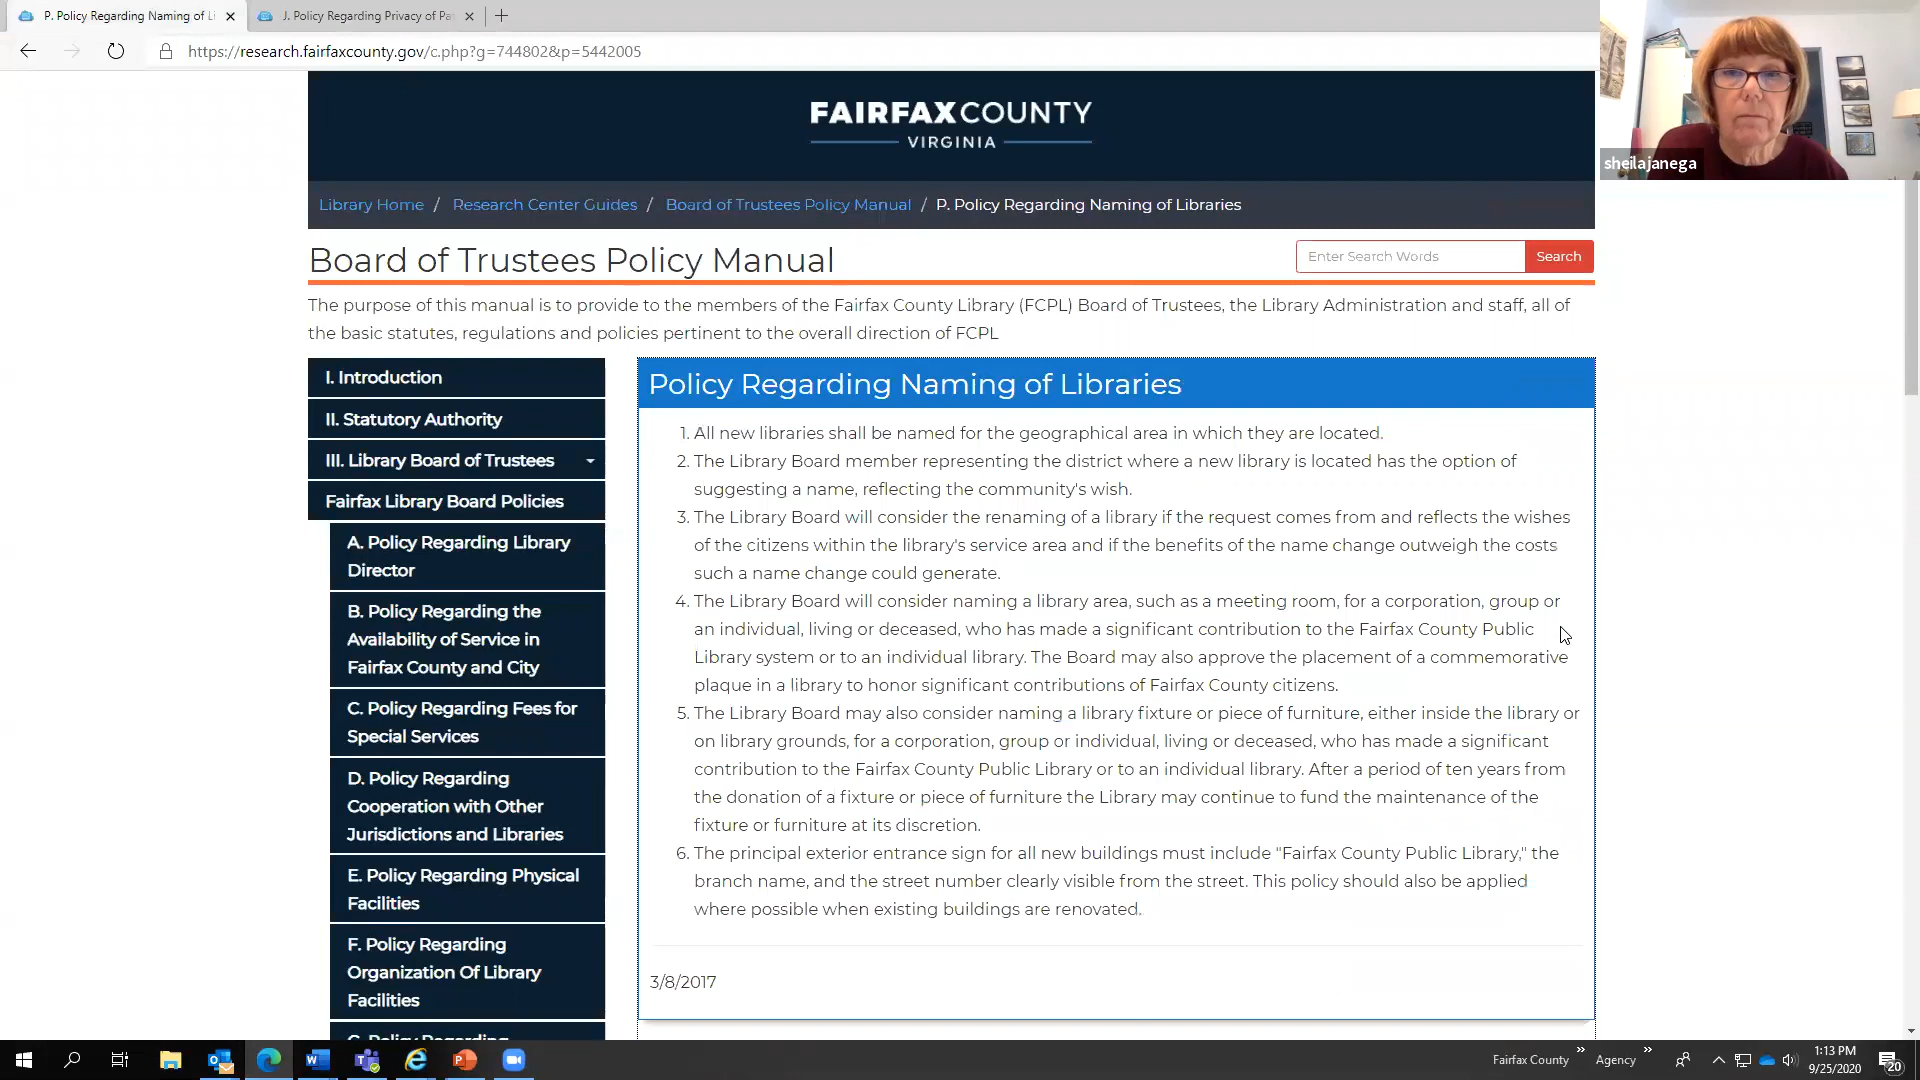 P. Policy Regarding Naming of Li
J. Policy Regarding Privacy of Pa
https://research.fairfaxcounty.gov/c.php?g=744802&p=5442005
sheilajanega
FAIRFAXCOUNTY
VIRGINIA
Library Home / Research Center Guides / Board of Trustees Policy Manual / P. Policy Regarding Naming of Libraries
Board of Trustees Policy Manual
Enter Search Words
Search
The purpose of this manual is to provide to the members of the Fairfax County Library (FCPL) Board of Trustees, the Library Administration and staff, all of
the basic statutes, regulations and policies pertinent to the overall direction of FCPL
I. Introduction
II. Statutory Authority
III. Library Board of Trustees
Fairfax Library Board Policies
A. Policy Regarding Library
Director
B. Policy Regarding the
Availability of Service in
Fairfax County and City
C. Policy Regarding Fees for
Special Services
D. Policy Regarding
Cooperation with Other
Jurisdictions and Libraries
E. Policy Regarding Physical
Facilities
F. Policy Regarding
Organization Of Library
Facilities
G. Policy Regarding
Policy Regarding Naming of Libraries
1. All new libraries shall be named for the geographical area in which they are located.
2. The Library Board member representing the district where a new library is located has the option of
suggesting a name, reflecting the community's wish.
3. The Library Board will consider the renaming of a library if the request comes from and reflects the wishes
of the citizens within the library's service area and if the benefits of the name change outweigh the costs
such a name change could generate.
4. The Library Board will consider naming a library area, such as a meeting room, for a corporation, group or
an individual, living or deceased, who has made a significant contribution to the Fairfax County Public
Library system or to an individual library. The Board may also approve the placement of a commemorative
plaque in a library to honor significant contributions of Fairfax County citizens.
5. The Library Board may also consider naming a library fixture or piece of furniture, either inside the library or
on library grounds, for a corporation, group or individual, living or deceased, who has made a significant
contribution to the Fairfax County Public Library or to an individual library. After a period of ten years from
the donation of a fixture or piece of furniture the Library may continue to fund the maintenance of the
fixture or furniture at its discretion.
6. The principal exterior entrance sign for all new buildings must include "Fairfax County Public Library," the
branch name, and the street number clearly visible from the street. This policy should also be applied
where possible when existing buildings are renovated.
3/8/2017
Fairfax County
Agency
1:13 PM
9/25/2020
20